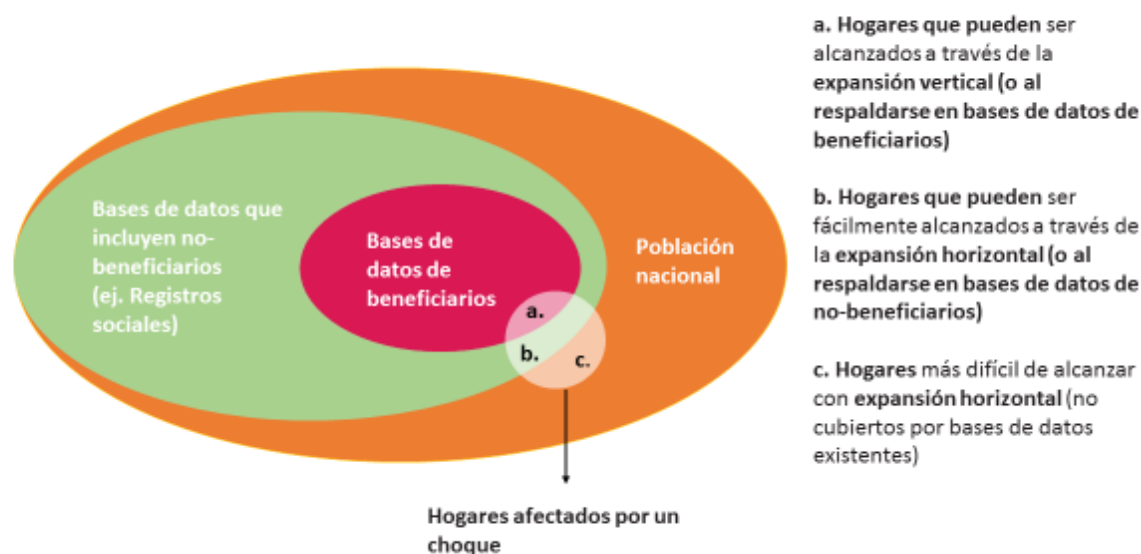 Bases de datos que
incluyen no-
beneficiarios
(ej. Registros
sociales)
Bases de
datos de
beneficiarios
Población
nacional
a.
b.
c.
Hogares afectados por un
choque
a. Hogares que pueden ser
alcanzados a través de la
expansión vertical (o al
respaldarse en bases de datos de
beneficiarios)
b. Hogares que pueden ser
fácilmente alcanzados a través de
la expansión horizontal (o al
respaldarse en bases de datos de
no-beneficiarios)
c. Hogares más difícil de alcanzar
con expansión horizontal (no
cubiertos por bases de datos
existentes)